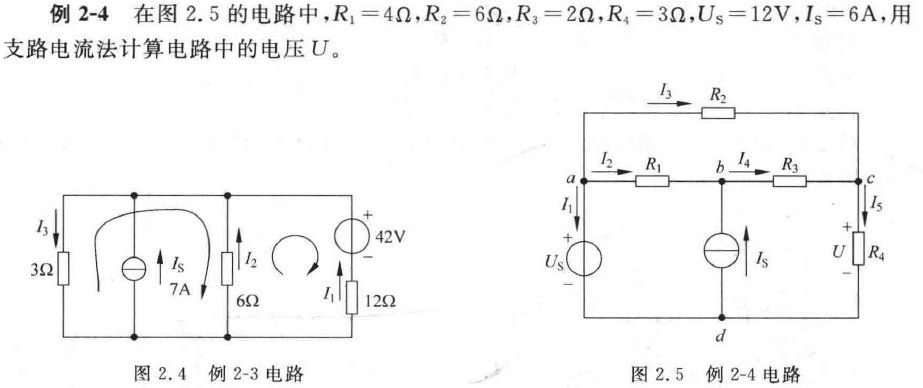 例 2-4 在图 2.5 的电路中,R₁=4Ω,R₂=6Ω,R₃=2Ω,R₄=3Ω,U_S=12V,I_S=6A,用
支路电流法计算电路中的电压 U。
I₃
3Ω
I_S
7A
I₂
6Ω
I₁
+
42V
−
12Ω
图 2.4 例 2-3 电路
I₃
R₂
a
I₂
R₁
b
I₄
R₃
c
I₁
+
U_S
−
I_S
I₅
+
U
−
R₄
d
图 2.5 例 2-4 电路